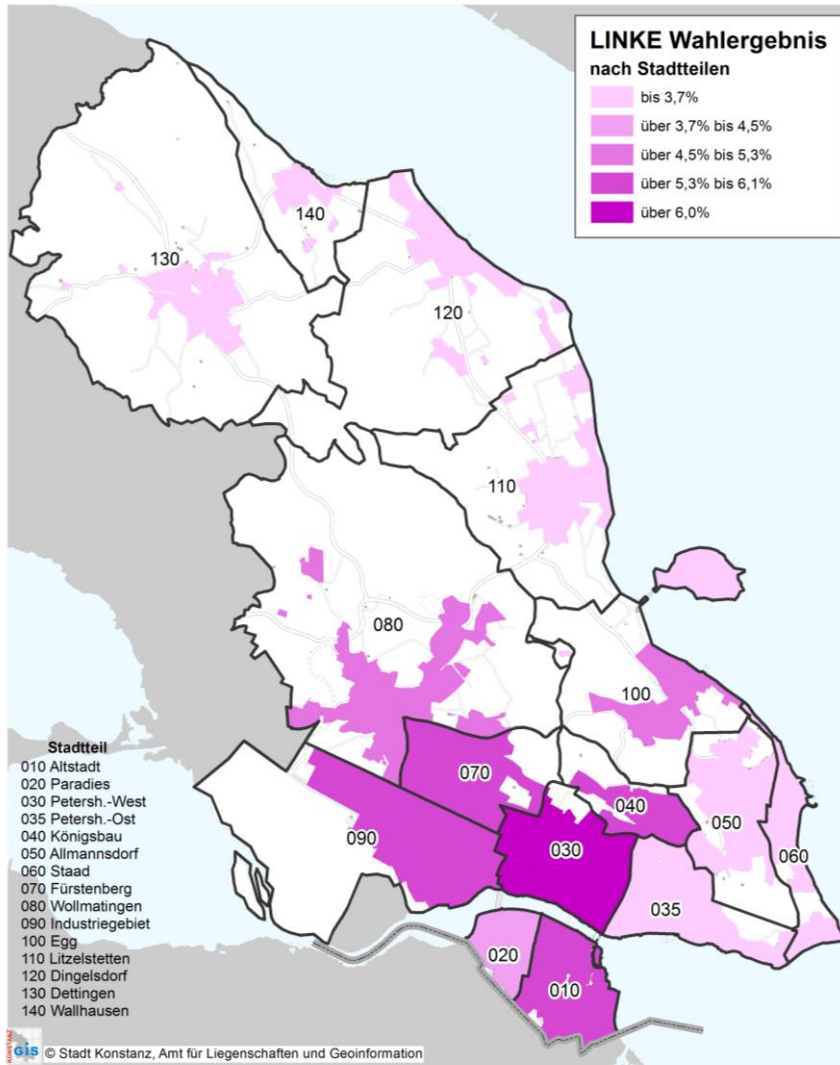 LINKE Wahlergebnis
nach Stadtteilen
bis 3,7%
über 3,7% bis 4,5%
über 4,5% bis 5,3%
über 5,3% bis 6,1%
über 6,0%
140
130
120
110
080
100
070
040
050
090
030
060
035
020
010
Stadtteil
010 Altstadt
020 Paradies
030 Petersh.-West
035 Petersh.-Ost
040 Königsbau
050 Allmannsdorf
060 Staad
070 Fürstenberg
080 Wollmatingen
090 Industriegebiet
100 Egg
110 Litzelstetten
120 Dingelsdorf
130 Dettingen
140 Wallhausen
KONSTANZ
GIS
© Stadt Konstanz, Amt für Liegenschaften und Geoinformation